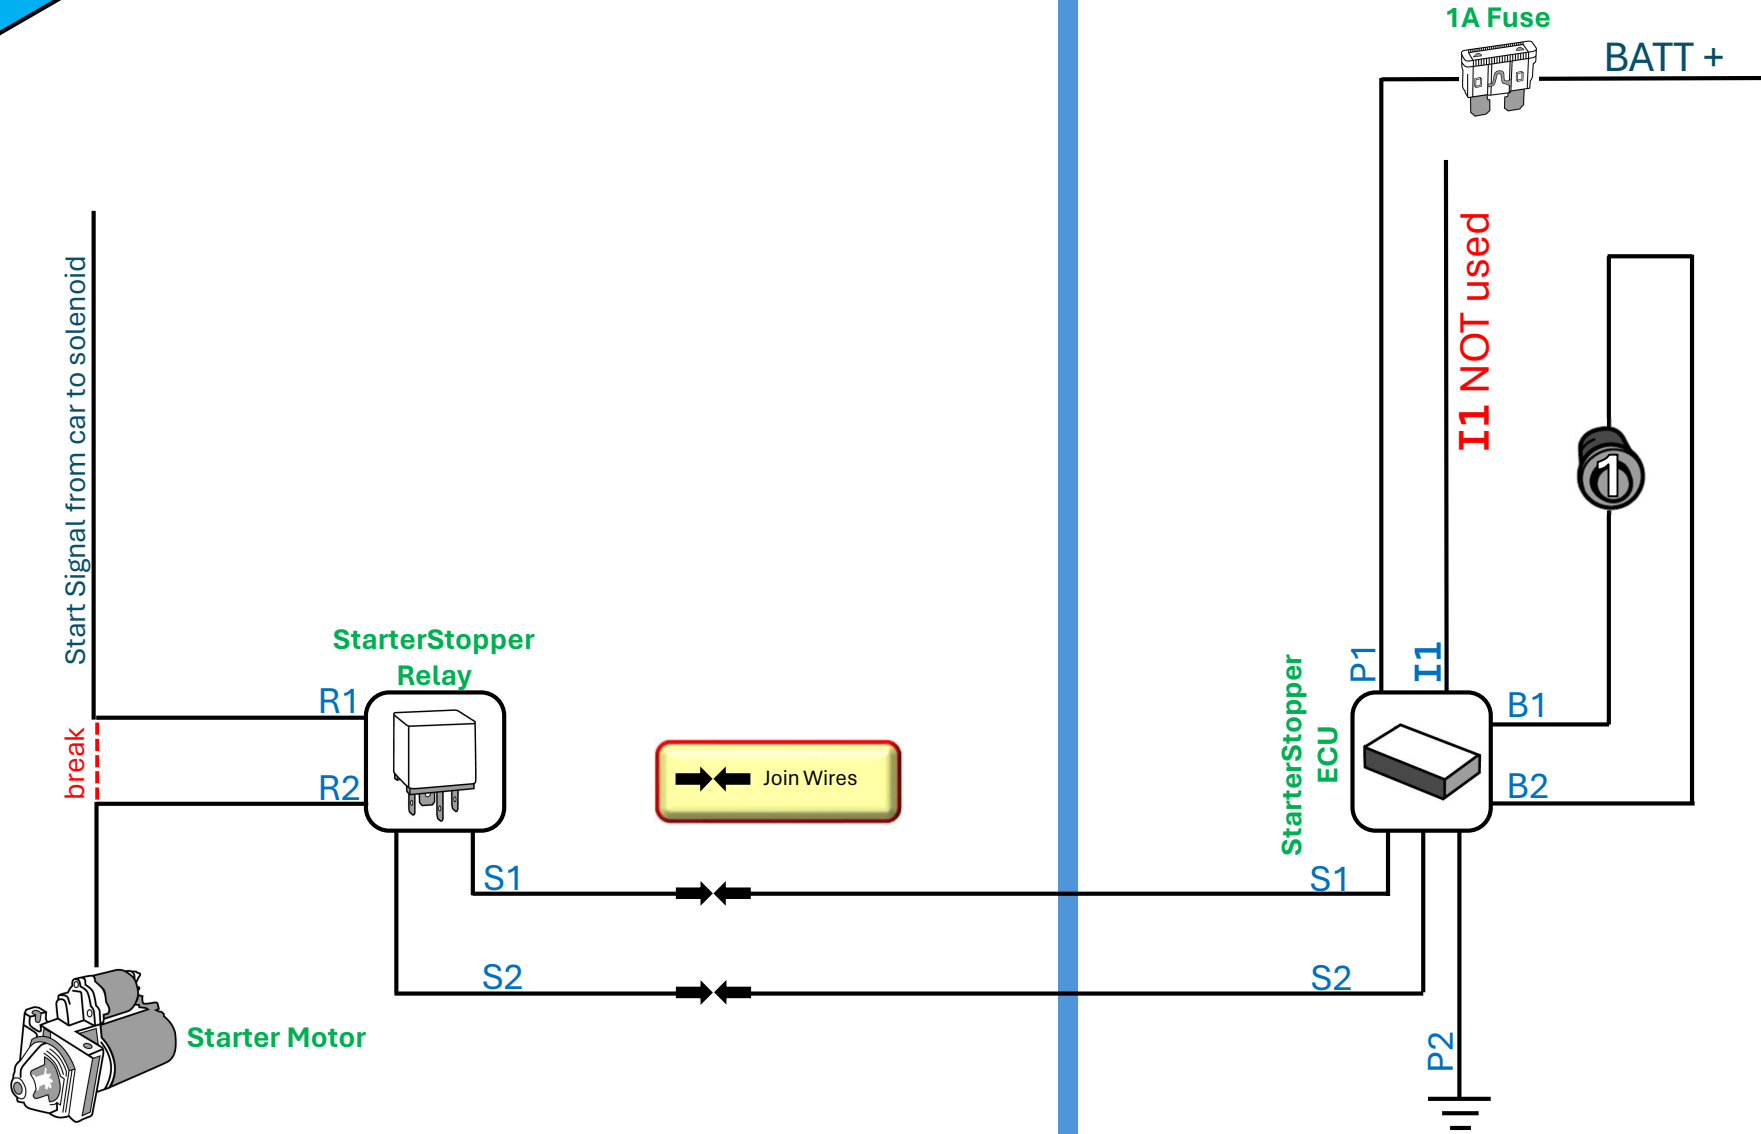 1A Fuse
BATT +
Start Signal from car to solenoid
I1 NOT used
1
StarterStopper
Relay
R1
break
R2
Join Wires
StarterStopper
ECU
P1
I1
B1
B2
S1
S1
S2
S2
P2
Starter Motor